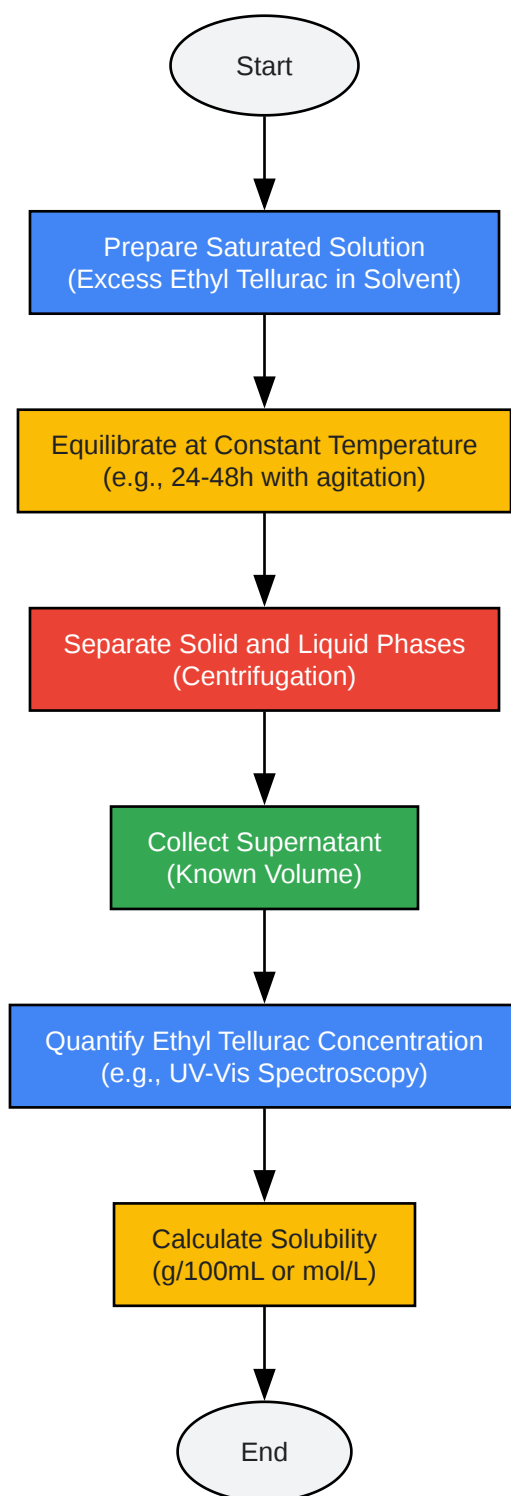 Start
Prepare Saturated Solution
(Excess Ethyl Tellurac in Solvent)
Equilibrate at Constant Temperature
(e.g., 24-48h with agitation)
Separate Solid and Liquid Phases
(Centrifugation)
Collect Supernatant
(Known Volume)
Quantify Ethyl Tellurac Concentration
(e.g., UV-Vis Spectroscopy)
Calculate Solubility
(g/100mL or mol/L)
End